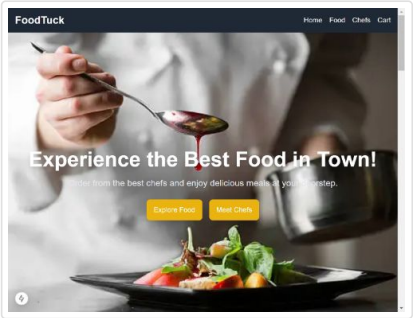 FoodTuck
Home Food Chefs Cart
Experience the Best Food in Town!
from the best chefs and enjoy delicious meals at your
Explore Food
Meet Chefs